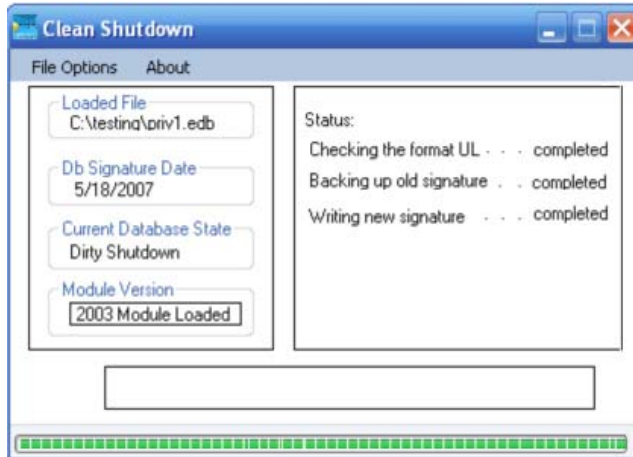 Clean Shutdown
File Options About
Loaded File
C:\testing\priv1.edb
Db Signature Date
5/18/2007
Current Database State
Dirty Shutdown
Module Version
2003 Module Loaded
Status:
Checking the format UL . . . completed
Backing up old signature . . completed
Writing new signature . . . completed